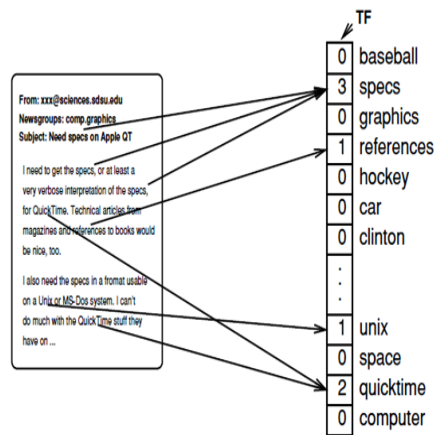 From: xxx@sciences.sdsu.edu
Newsgroups: comp.graphics
Subject: Need specs on Apple QT
I need to get the specs, or at least a
very verbose interpretation of the specs,
for QuickTime. Technical articles from
magazines and references to books would
be nice, too.
I also need the specs in a fromat usable
on a Unix or MS-Dos system. I can't
do much with the QuickTime stuff they
have on ...
TF
0 baseball
3 specs
0 graphics
1 references
0 hockey
0 car
0 clinton
.
.
.
1 unix
0 space
2 quicktime
0 computer